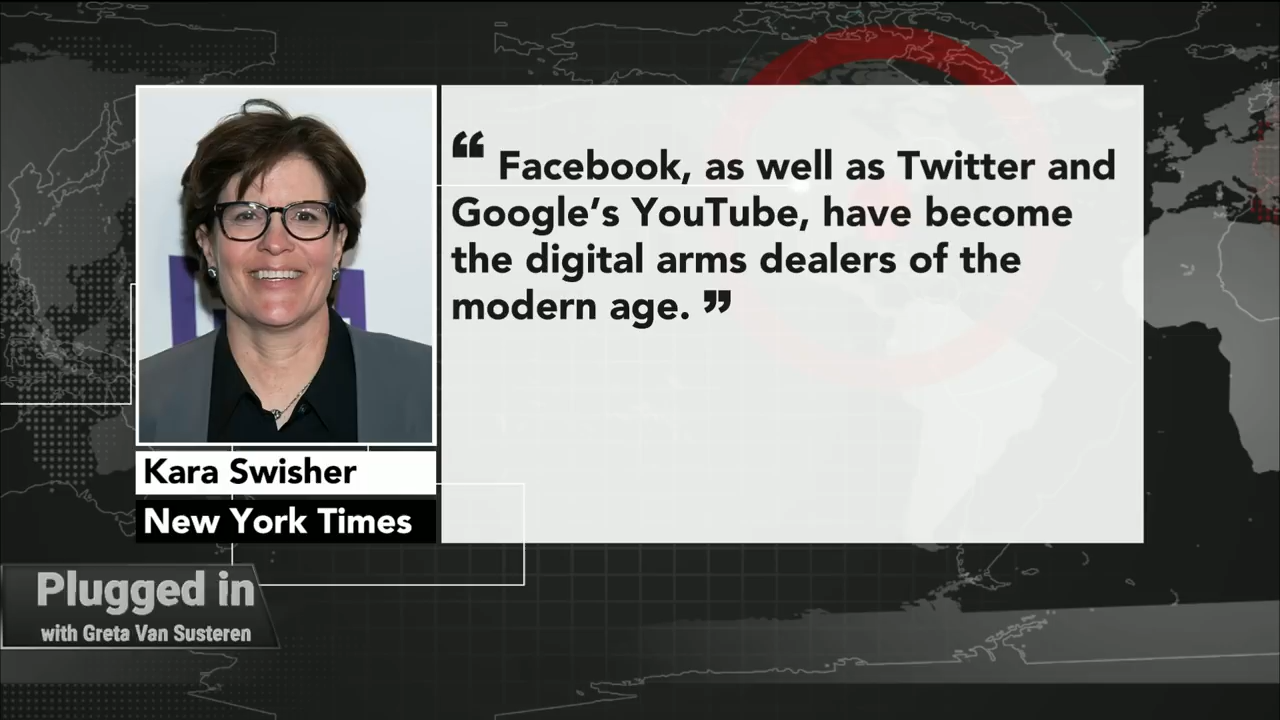 “ Facebook, as well as Twitter and
Google’s YouTube, have become
the digital arms dealers of the
modern age. ”
Kara Swisher
New York Times
Plugged in
with Greta Van Susteren